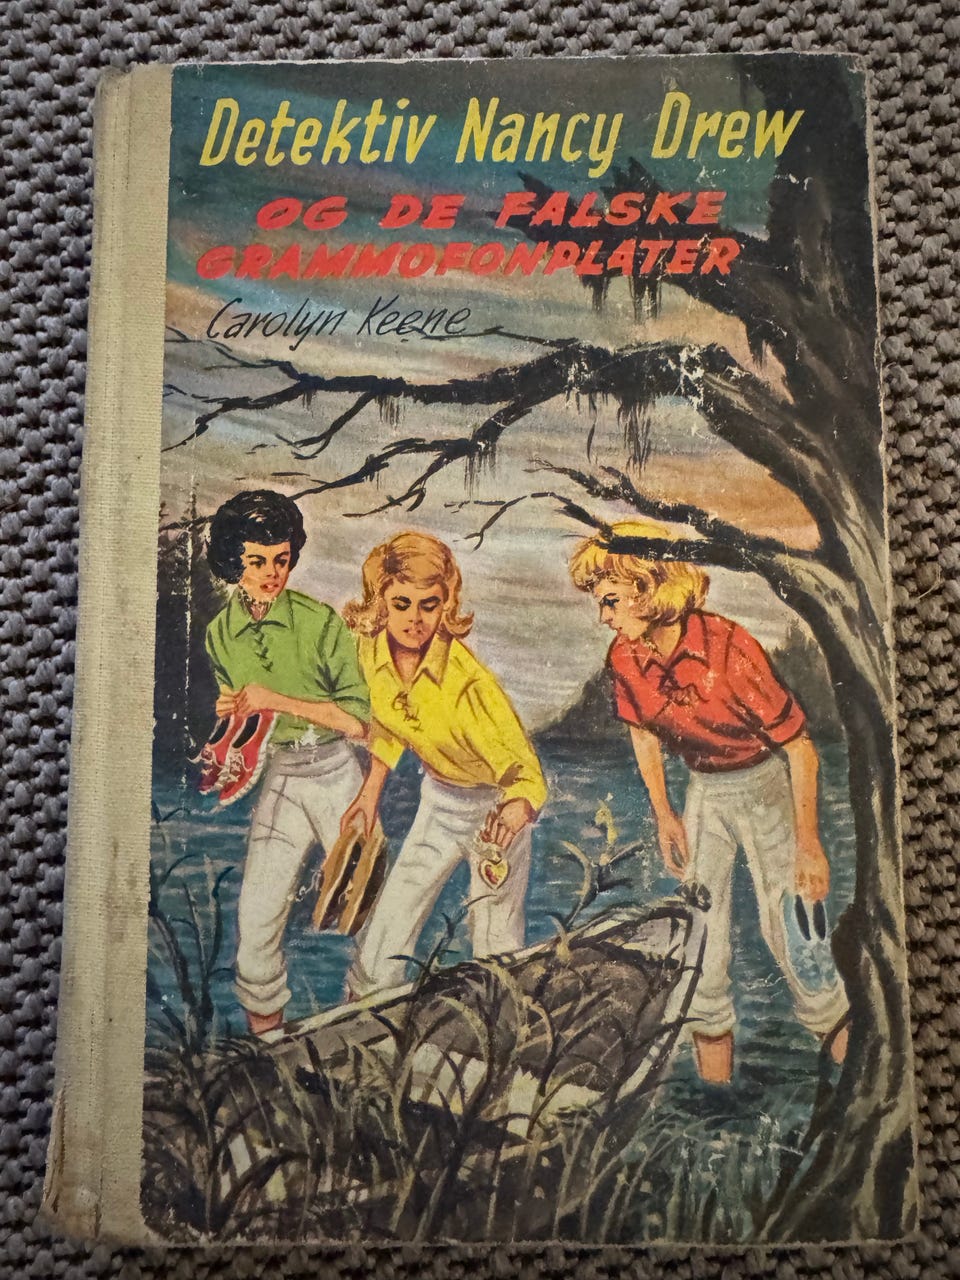 Detektiv Nancy Drew
OG DE FALSKE
GRAMMOFONPLATER
Carolyn Keene